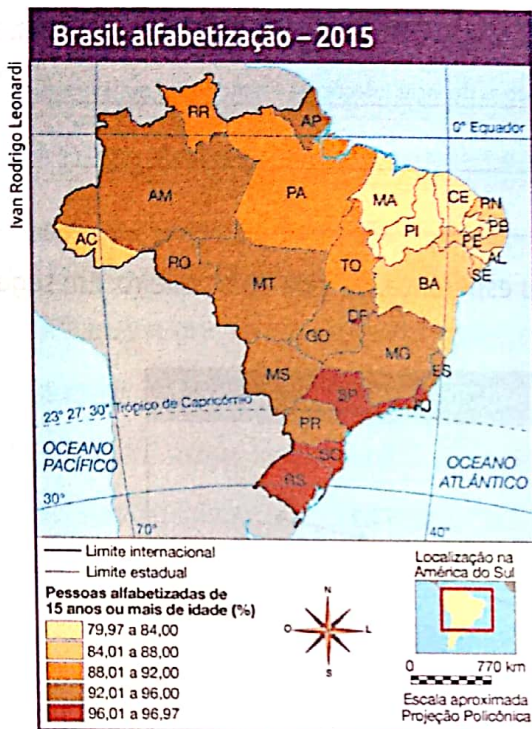 Brasil: alfabetização – 2015
Ivan Rodrigo Leonardi
RR
AP
0° Equador
AM
PA
MA
CE
RN
PB
PI
PE
AL
SE
AC
RO
TO
BA
MT
DF
GO
MG
ES
MS
SP
RJ
23° 27' 30" Trópico de Capricórnio
PR
SC
RS
OCEANO
PACÍFICO
OCEANO
ATLÂNTICO
30°
70°
40°
Limite internacional
Limite estadual
Pessoas alfabetizadas de
15 anos ou mais de idade (%)
79,97 a 84,00
84,01 a 88,00
88,01 a 92,00
92,01 a 96,00
96,01 a 96,97
N
O
L
S
Localização na
América do Sul
0 770 km
Escala aproximada
Projeção Policônica